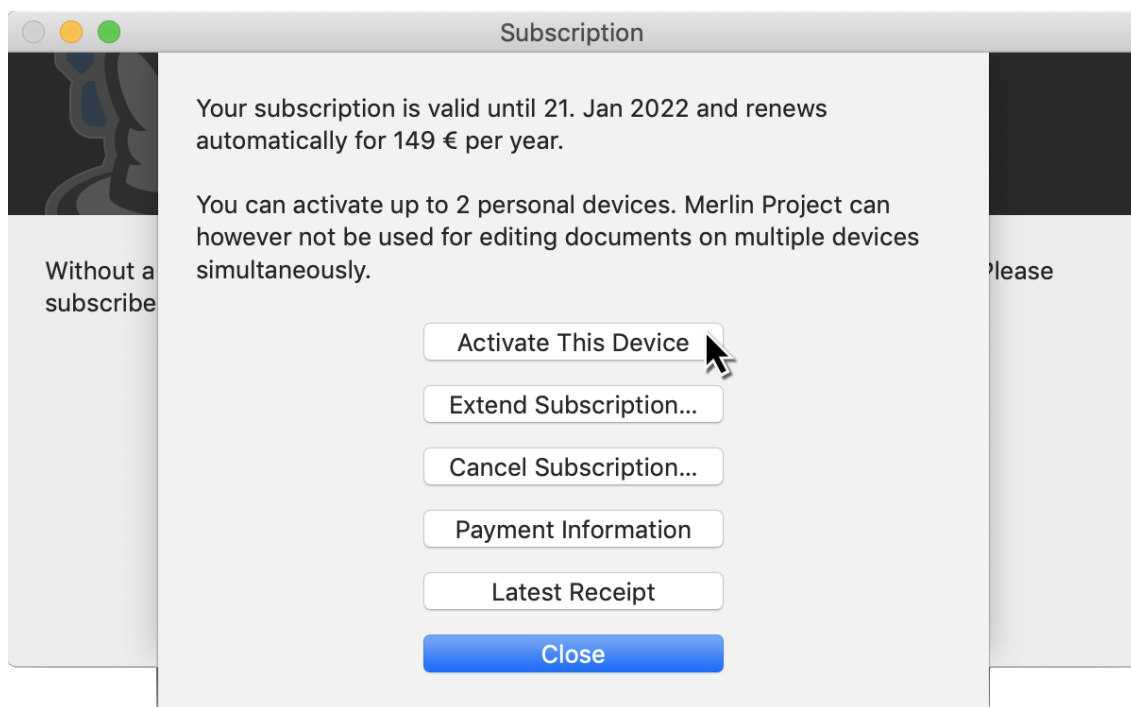 Subscription
Your subscription is valid until 21. Jan 2022 and renews
automatically for 149 € per year.
You can activate up to 2 personal devices. Merlin Project can
however not be used for editing documents on multiple devices
simultaneously.
Without a
Please
subscribe
Activate This Device
Extend Subscription...
Cancel Subscription...
Payment Information
Latest Receipt
Close